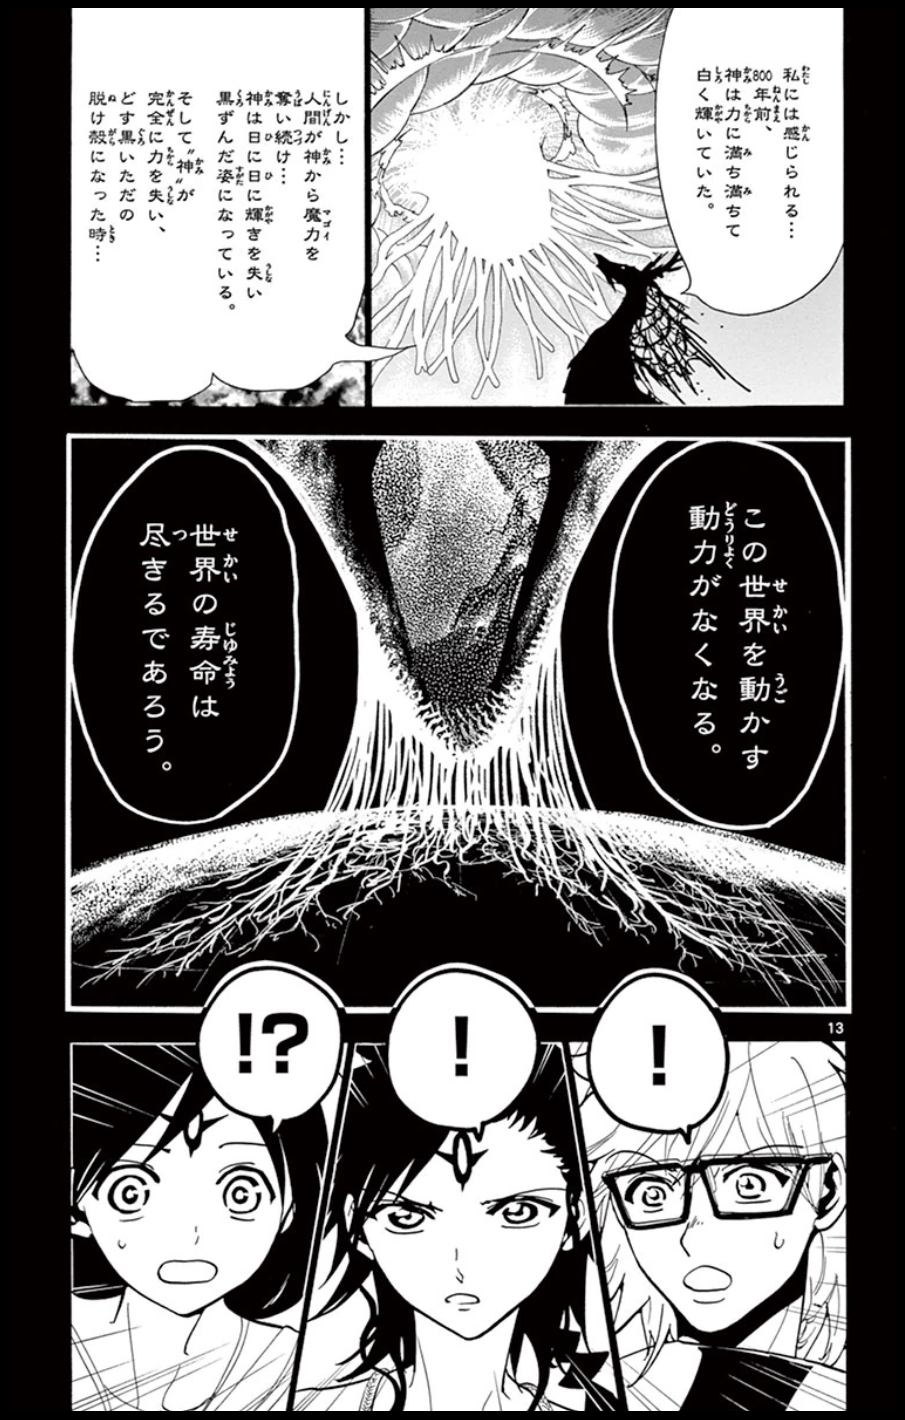 私には感じられる…
800年前、
神は力に満ち満ちて
白く輝いていた。
しかし…
人間が神から魔力を
奪い続け…
神は日に日に輝きを失い
黒ずんだ姿になっている。
そして〝神〟が
完全に力を失い、
どす黒いただの
脱け殻になった時…
この世界を動かす
動力がなくなる。
世界の寿命は
尽きるであろう。
13
!
!
!?